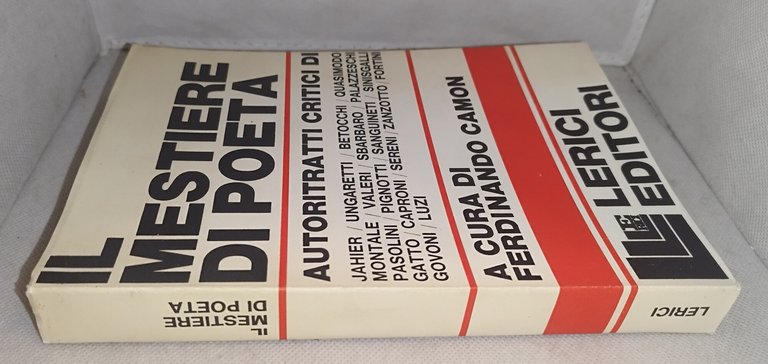 IL
MESTIERE
DI POETA
AUTORITRATTI CRITICI DI
JAHIER / UNGARETTI / BETOCCHI / QUASIMODO
MONTALE / VALERI / SBARBARO / PALAZZESCHI
PASOLINI / PIGNOTTI / SANGUINETI / SINISGALLI
GATTO / CAPRONI / SERENI / ZANZOTTO / FORTINI
GOVONI / LUZI
A CURA DI
FERDINANDO CAMON
LERICI
EDITORI
IL
MESTIERE
DI POETA
LERICI